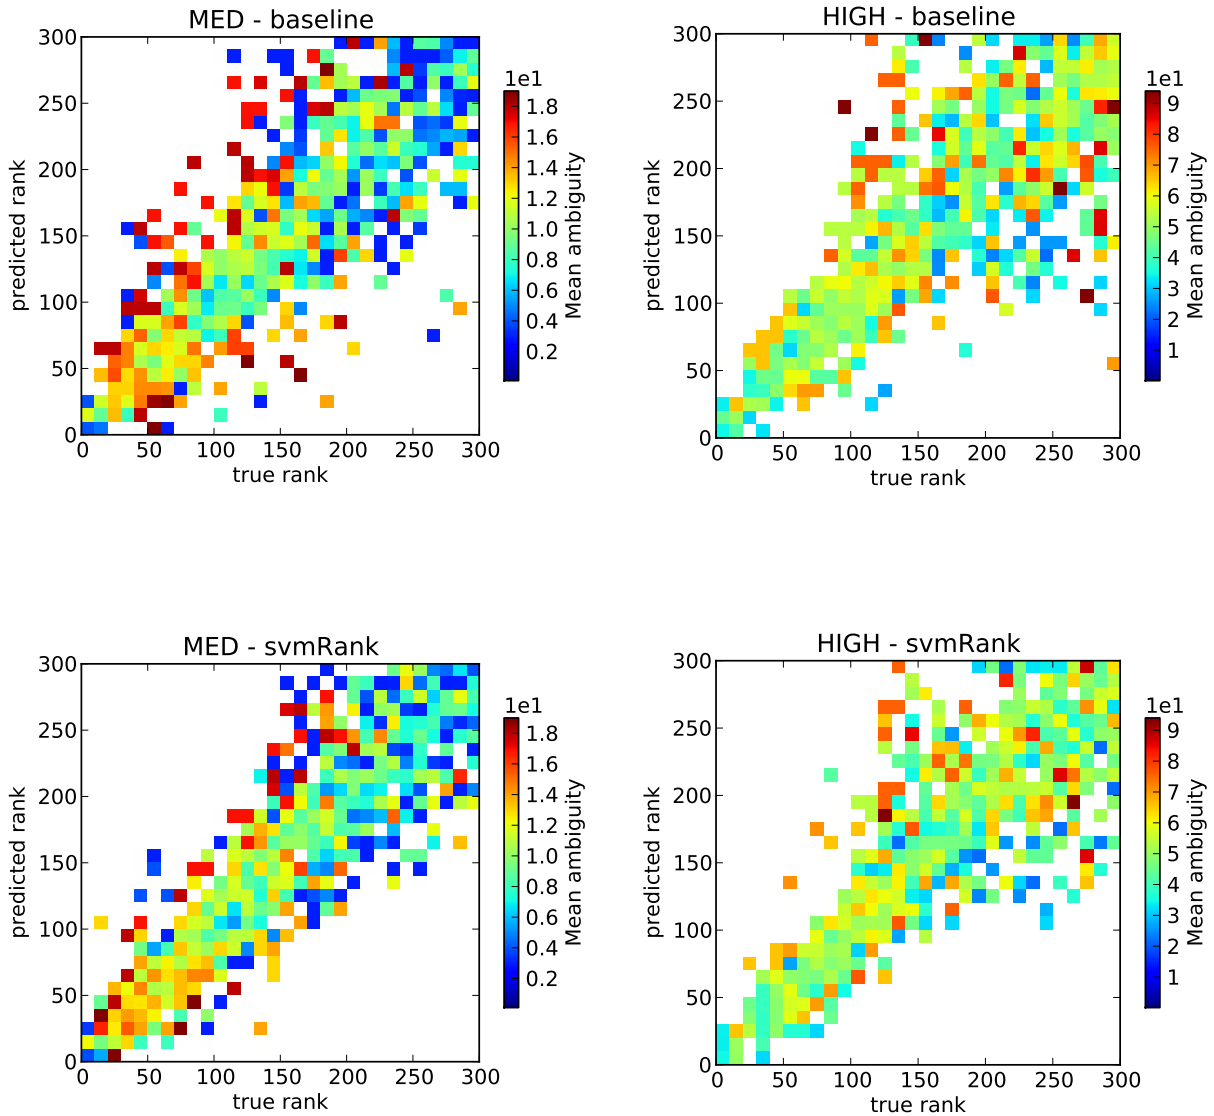 MED - baseline
300
250
200
150
100
50
0
predicted rank
0 50 100 150 200 250 300
true rank
1e1
1.8
1.6
1.4
1.2
1.0
0.8
0.6
0.4
0.2
Mean ambiguity
HIGH - baseline
300
250
200
150
100
50
0
predicted rank
0 50 100 150 200 250 300
true rank
1e1
9
8
7
6
5
4
3
2
1
Mean ambiguity
MED - svmRank
300
250
200
150
100
50
0
predicted rank
0 50 100 150 200 250 300
true rank
1e1
1.8
1.6
1.4
1.2
1.0
0.8
0.6
0.4
0.2
Mean ambiguity
HIGH - svmRank
300
250
200
150
100
50
0
predicted rank
0 50 100 150 200 250 300
true rank
1e1
9
8
7
6
5
4
3
2
1
Mean ambiguity